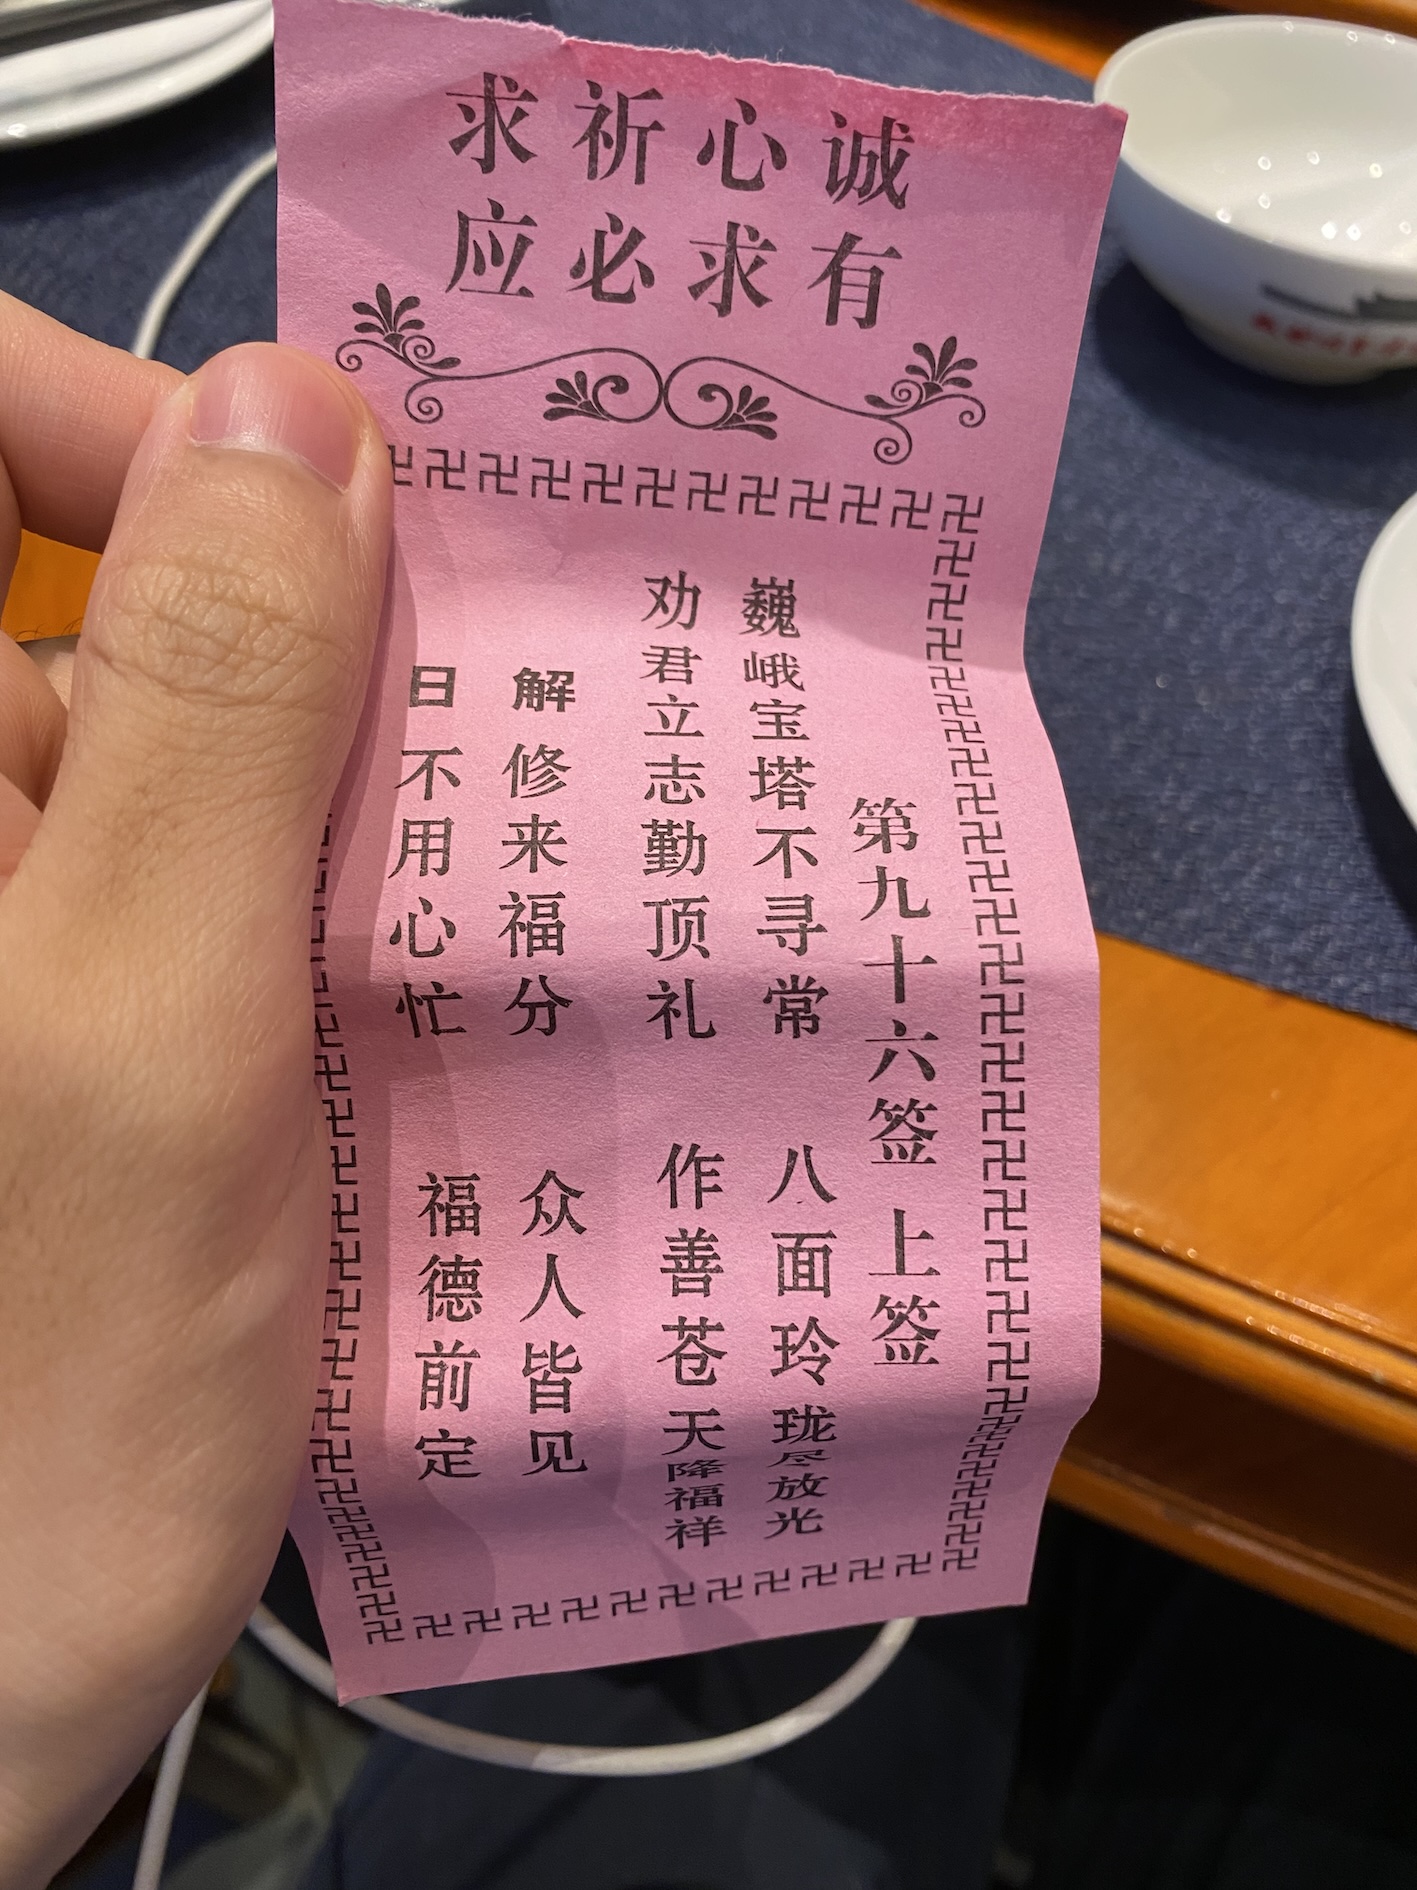 诚心祈求
有求必应
第九十六签 上签
巍峨宝塔不寻常 八面玲珑尽放光
劝君立志勤顶礼 作善苍天降福祥
解修来福分 众人皆见
日不用心忙 福德前定